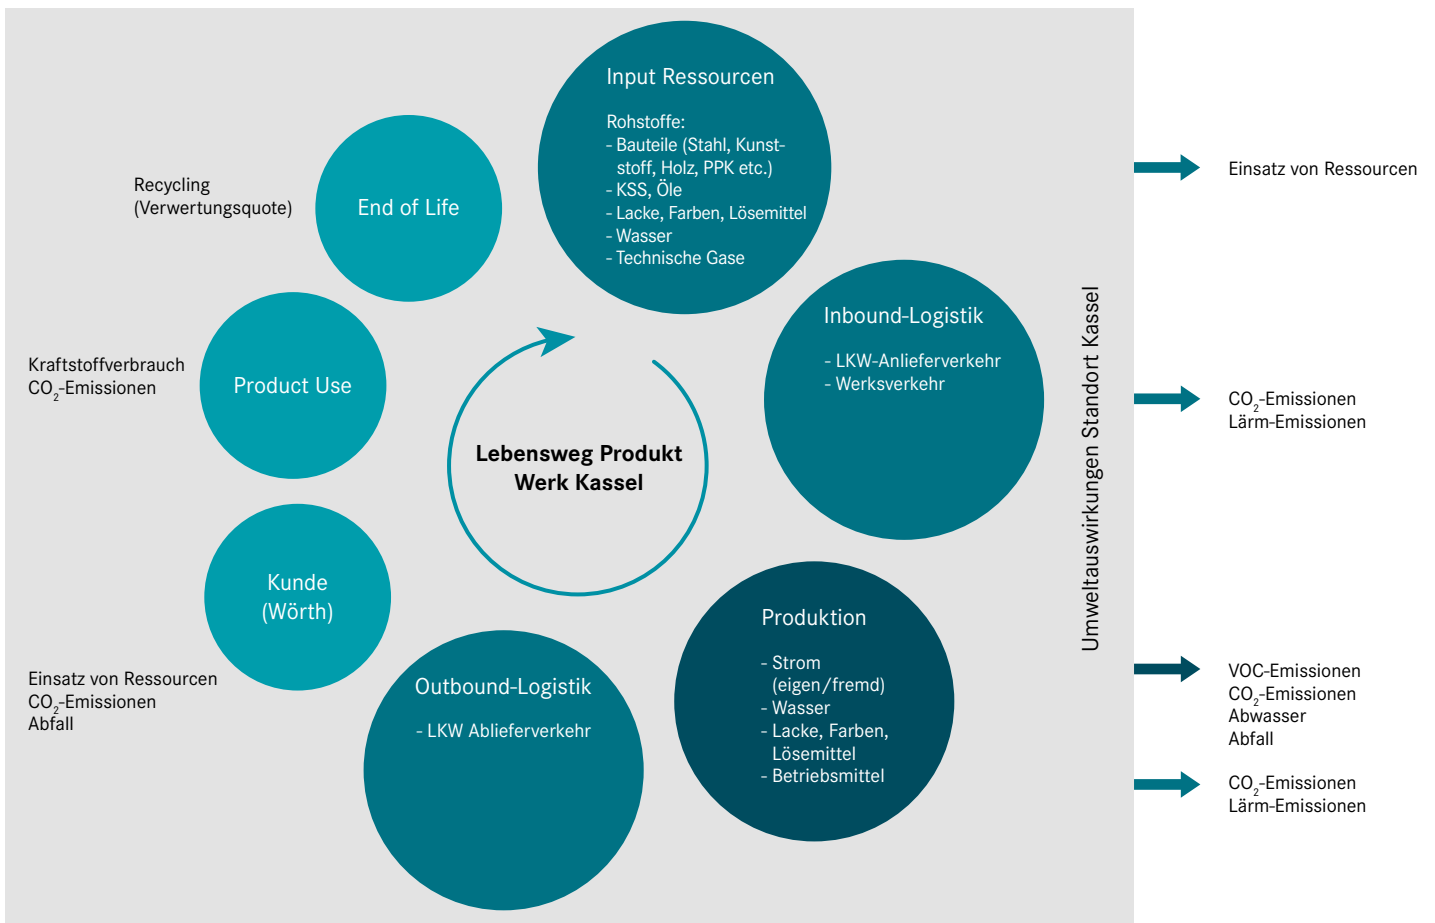 Input Ressourcen
Rohstoffe:
- Bauteile (Stahl, Kunst-
stoff, Holz, PPK etc.)
- KSS, Öle
- Lacke, Farben, Lösemittel
- Wasser
- Technische Gase
Inbound-Logistik
- LKW-Anlieferverkehr
- Werksverkehr
Produktion
- Strom
(eigen/fremd)
- Wasser
- Lacke, Farben,
Lösemittel
- Betriebsmittel
Outbound-Logistik
- LKW Ablieferverkehr
Kunde
(Wörth)
Einsatz von Ressourcen
CO₂-Emissionen
Abfall
Product Use
Kraftstoffverbrauch
CO₂-Emissionen
End of Life
Recycling
(Verwertungsquote)
Lebensweg Produkt
Werk Kassel
Umweltauswirkungen Standort Kassel
Einsatz von Ressourcen
CO₂-Emissionen
Lärm-Emissionen
VOC-Emissionen
CO₂-Emissionen
Abwasser
Abfall
CO₂-Emissionen
Lärm-Emissionen